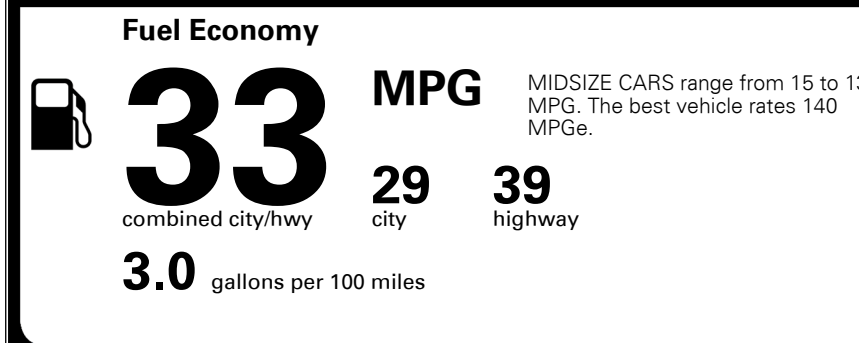 Fuel Economy
33
MPG
MIDSIZE CARS range from 15 to
MPG. The best vehicle rates 140
MPGe.
29
39
combined city/hwy
city
highway
3.0 gallons per 100 miles